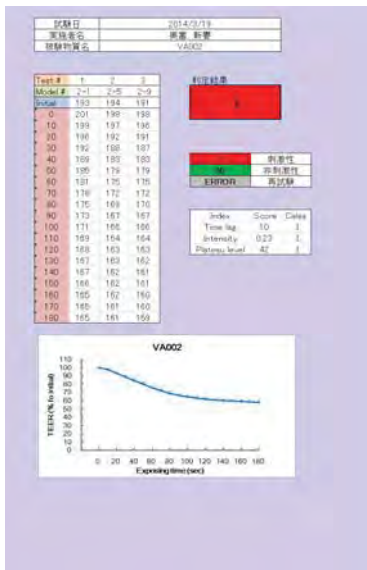 試験日 2014/3/19
実施者名
被験物質名 VA002
Test # 1 2 3
Model # 2-1 2-5 2-9
Initial 193 194 191
0 201 198 198
10 199 197 196
20 196 192 191
30 192 188 187
40 189 183 183
50 185 179 179
60 181 175 175
70 178 172 172
80 175 169 170
90 173 167 167
100 171 166 166
110 169 164 164
120 168 163 163
130 167 163 162
140 167 162 161
150 166 162 161
160 165 162 160
170 165 161 160
180 165 161 159
判定結果
刺激性
非刺激性
ERROR 再試験
Index Score
Time lag 10 1
Intensity 0.23 1
Plateau level 42 1
VA002
TEER (% to initial)
110
100
90
80
70
60
50
40
30
20
10
0
0 20 40 60 80 100 120 140 160 180
Exposing time (sec)